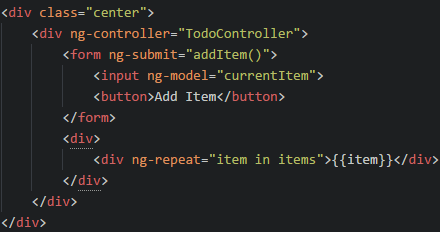 <div class="center">
    <div ng-controller="TodoController">
        <form ng-submit="addItem()">
            <input ng-model="currentItem">
            <button>Add Item</button>
        </form>
        <div>
            <div ng-repeat="item in items">{{item}}</div>
        </div>
    </div>
</div>